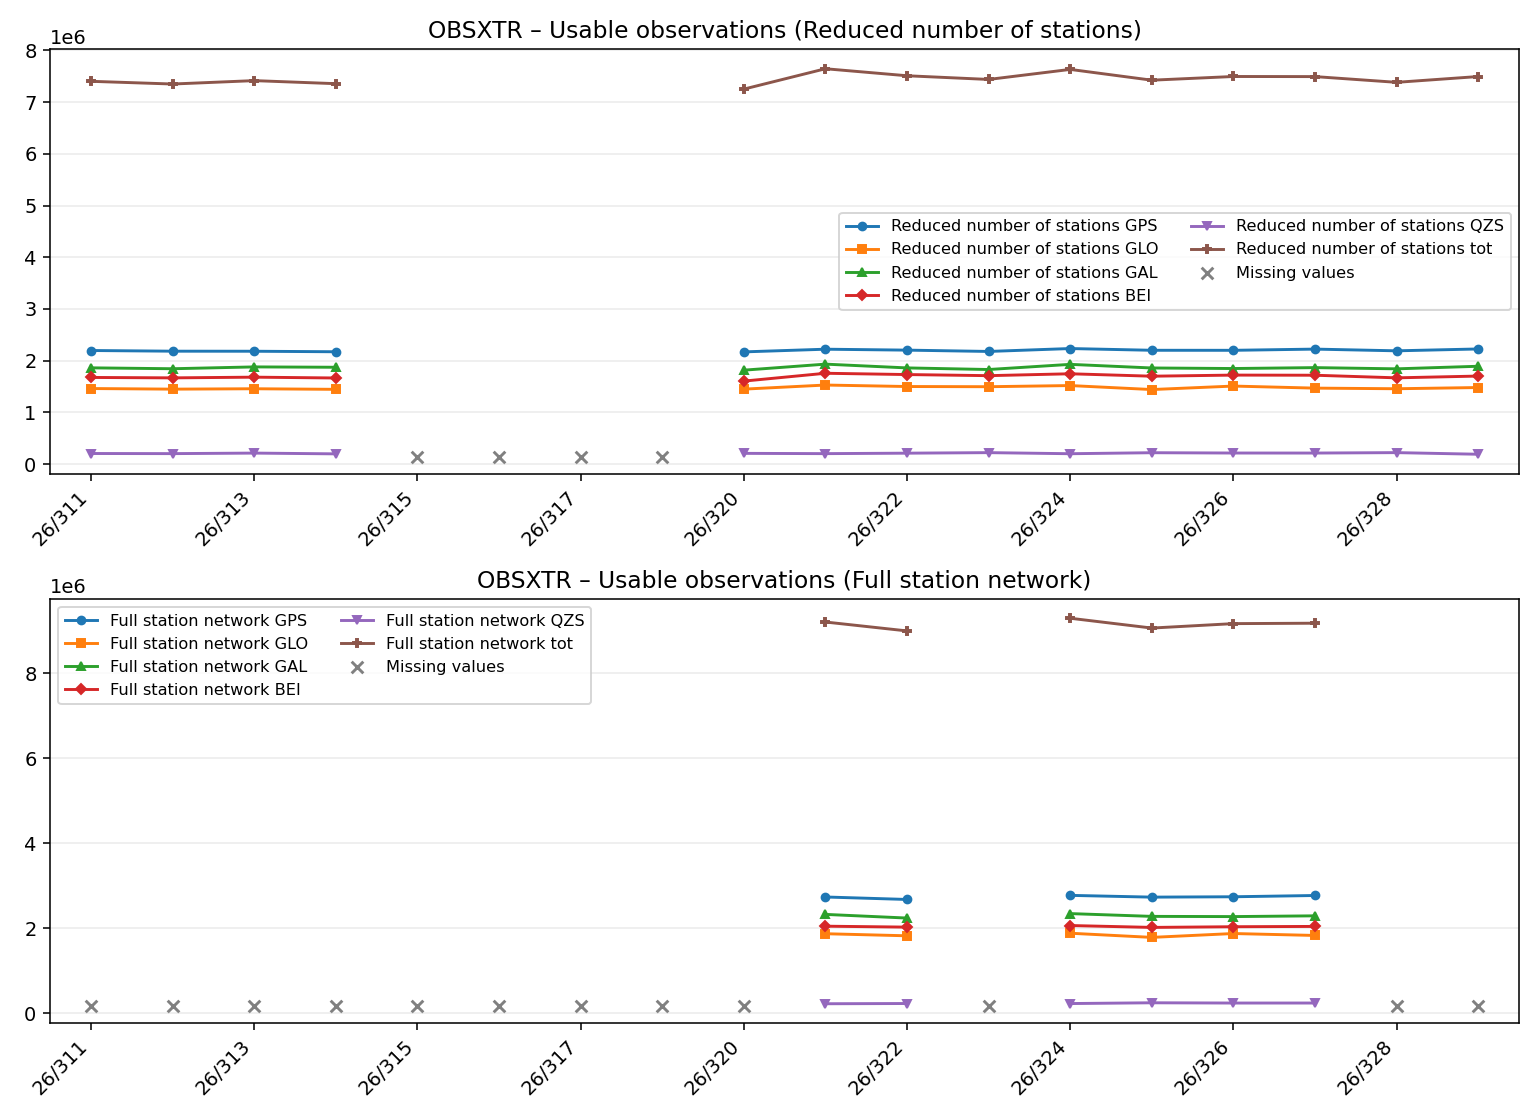 OBSXTR – Usable observations (Reduced number of stations)
1e6
8
7
6
5
4
3
2
1
0
Reduced number of stations GPS
Reduced number of stations GLO
Reduced number of stations GAL
Reduced number of stations BEI
Reduced number of stations QZS
Reduced number of stations tot
Missing values
26/311
26/313
26/315
26/317
26/320
26/322
26/324
26/326
26/328
OBSXTR – Usable observations (Full station network)
1e6
8
6
4
2
0
Full station network GPS
Full station network GLO
Full station network GAL
Full station network BEI
Full station network QZS
Full station network tot
Missing values
26/311
26/313
26/315
26/317
26/320
26/322
26/324
26/326
26/328